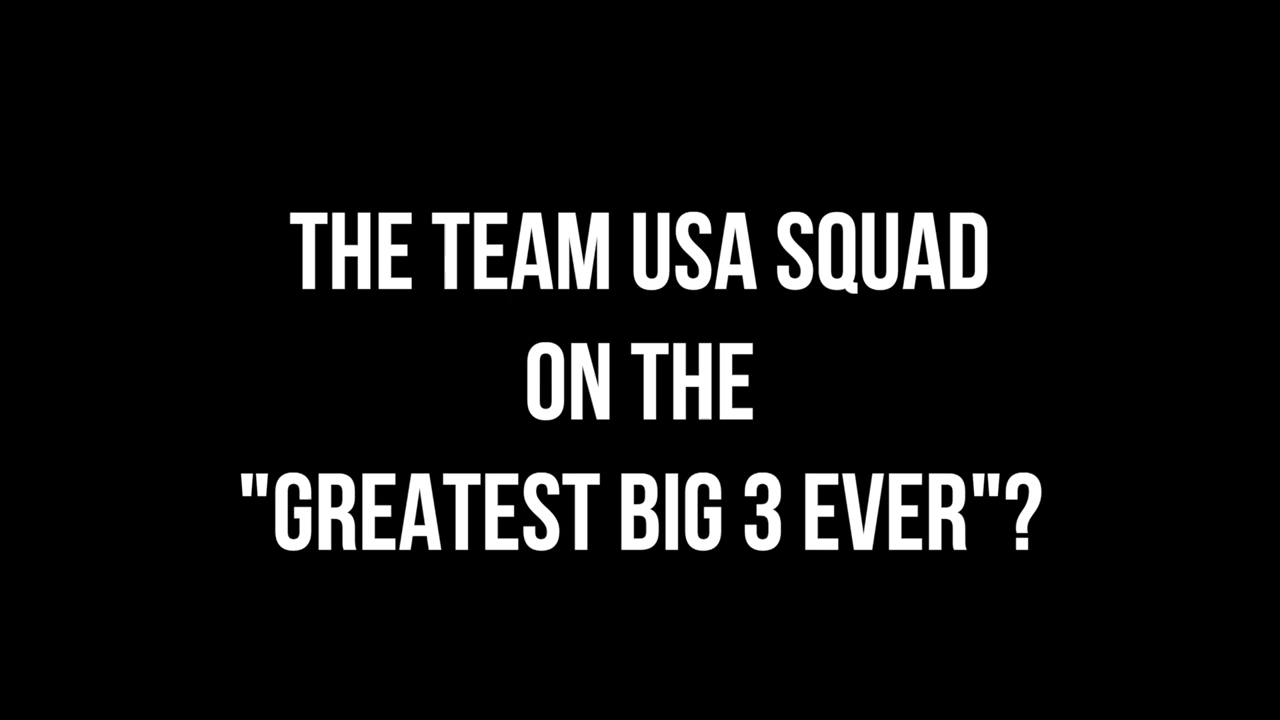 THE TEAM USA SQUAD
ON THE
"GREATEST BIG 3 EVER"?